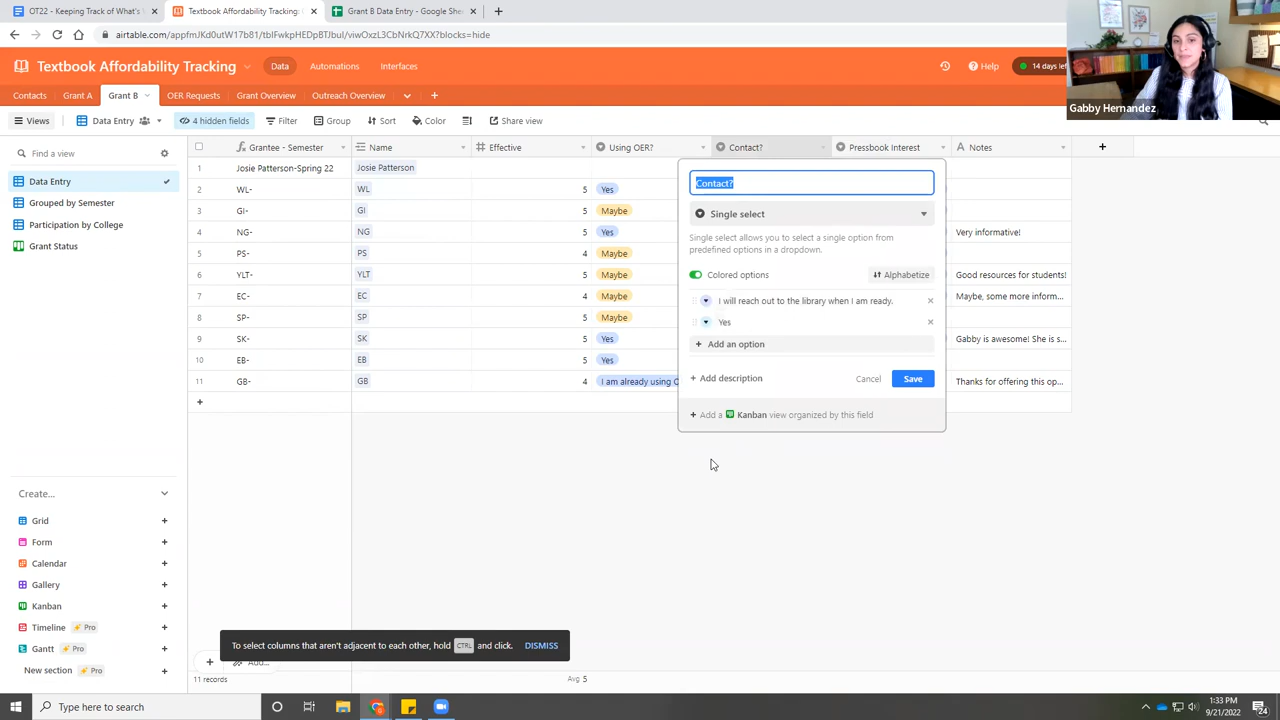 OT22 - Keeping Track of What's
Textbook Affordability Tracking:
Grant B Data Entry - Google She
airtable.com/appfmJKd0utW17b81/tblFwkpHEDpBTJbuI/viwOxzL3CbNrKQ7XX?blocks=hide
Textbook Affordability Tracking
Data
Automations
Interfaces
Help
14 days lef
Gabby Hernandez
Contacts
Grant A
Grant B
OER Requests
Grant Overview
Outreach Overview
Views
Data Entry
4 hidden fields
Filter
Group
Sort
Color
Share view
Find a view
Data Entry
Grouped by Semester
Participation by College
Grant Status
Grantee - Semester
Name
Effective
Using OER?
Contact?
Pressbook Interest
Notes
1 Josie Patterson-Spring 22 Josie Patterson
2 WL- WL 5 Yes
3 GI- GI 5 Maybe
4 NG- NG 5 Yes Very informative!
5 PS- PS 4 Maybe
6 YLT- YLT 5 Maybe Good resources for students!
7 EC- EC 4 Maybe Maybe, some more inform...
8 SP- SP 5 Maybe
9 SK- SK 5 Yes Gabby is awesome! She is s...
10 EB- EB 5 Yes
11 GB- GB 4 I am already using O Thanks for offering this op...
Contact?
Single select
Single select allows you to select a single option from
predefined options in a dropdown.
Colored options
Alphabetize
I will reach out to the library when I am ready.
Yes
+ Add an option
+ Add description
Cancel
Save
+ Add a Kanban view organized by this field
Create...
Grid
Form
Calendar
Gallery
Kanban
Timeline Pro
Gantt Pro
New section Pro
To select columns that aren't adjacent to each other, hold CTRL and click. DISMISS
Add...
11 records
Avg 5
Type here to search
1:33 PM
9/21/2022
24